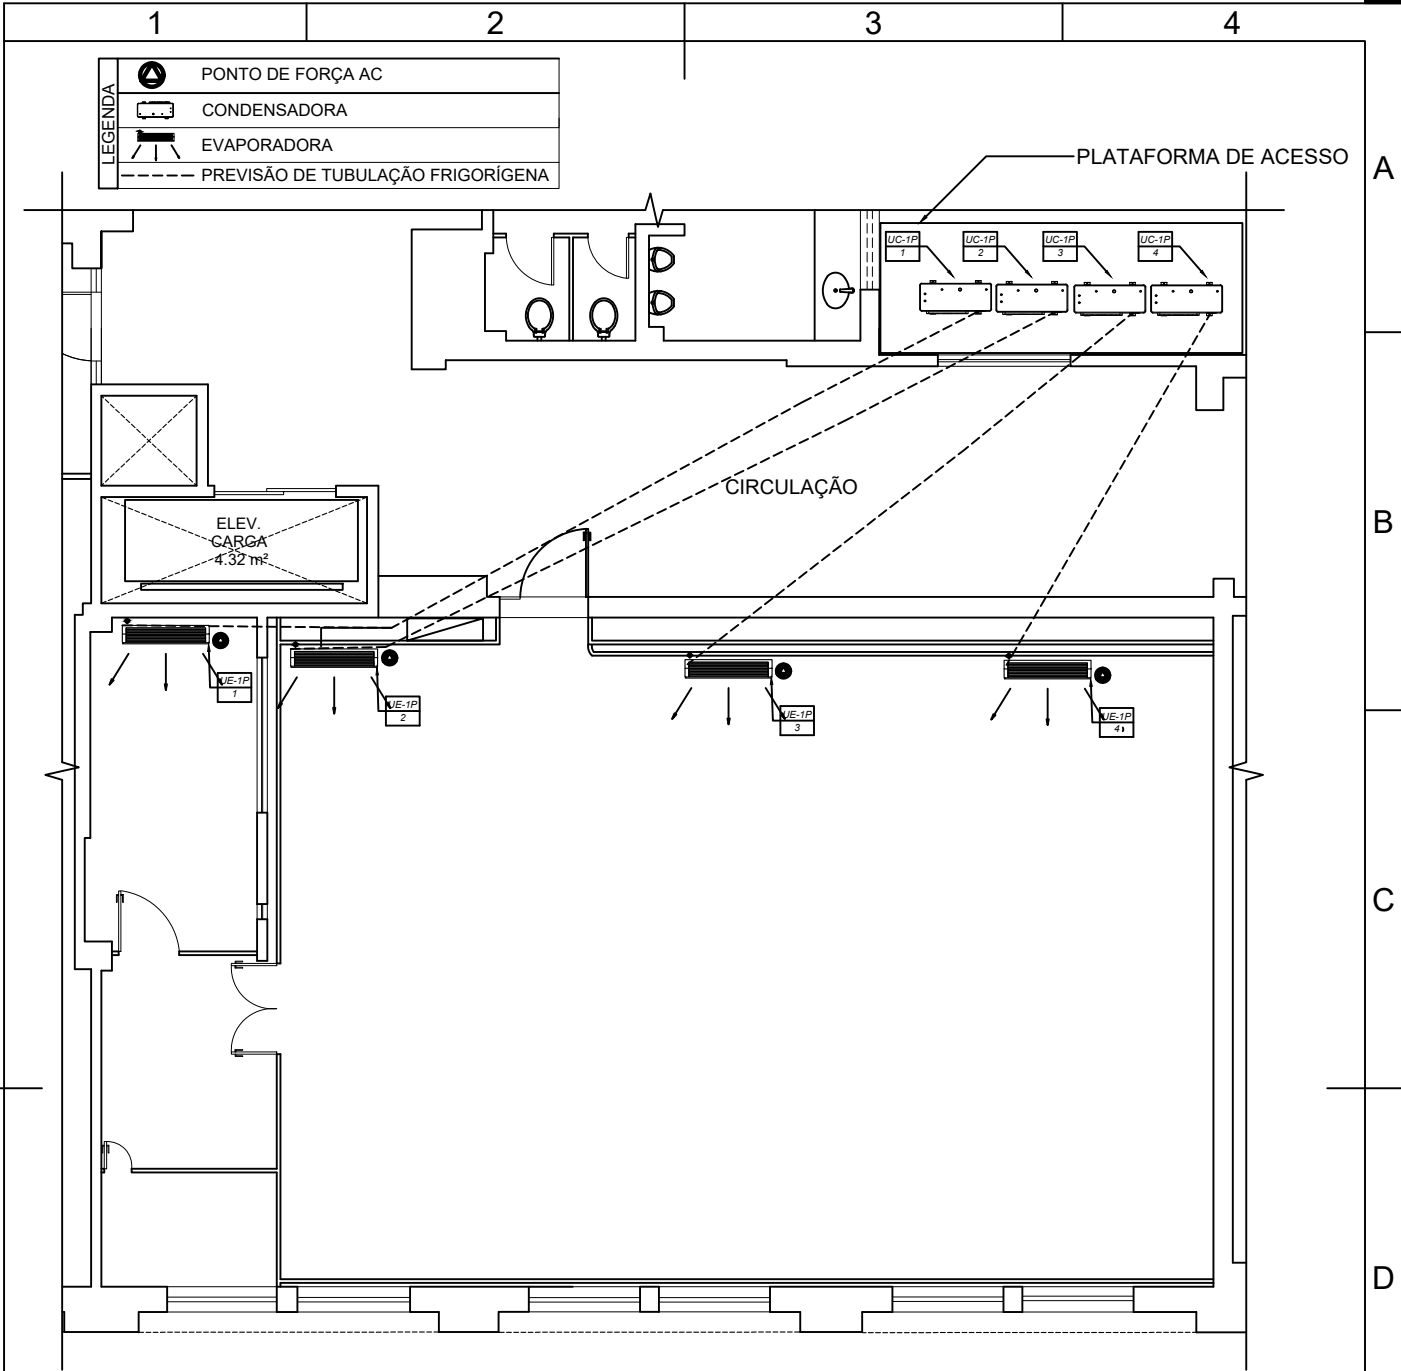 1 2 3 4
LEGENDA
PONTO DE FORÇA AC
CONDENSADORA
EVAPORADORA
PREVISÃO DE TUBULAÇÃO FRIGORÍGENA
PLATAFORMA DE ACESSO
A
UC-1P
1
UC-1P
2
UC-1P
3
UC-1P
4
CIRCULAÇÃO
B
ELEV.
CARGA
4.32 m²
UE-1P
1
UE-1P
2
UE-1P
3
UE-1P
4
C
D